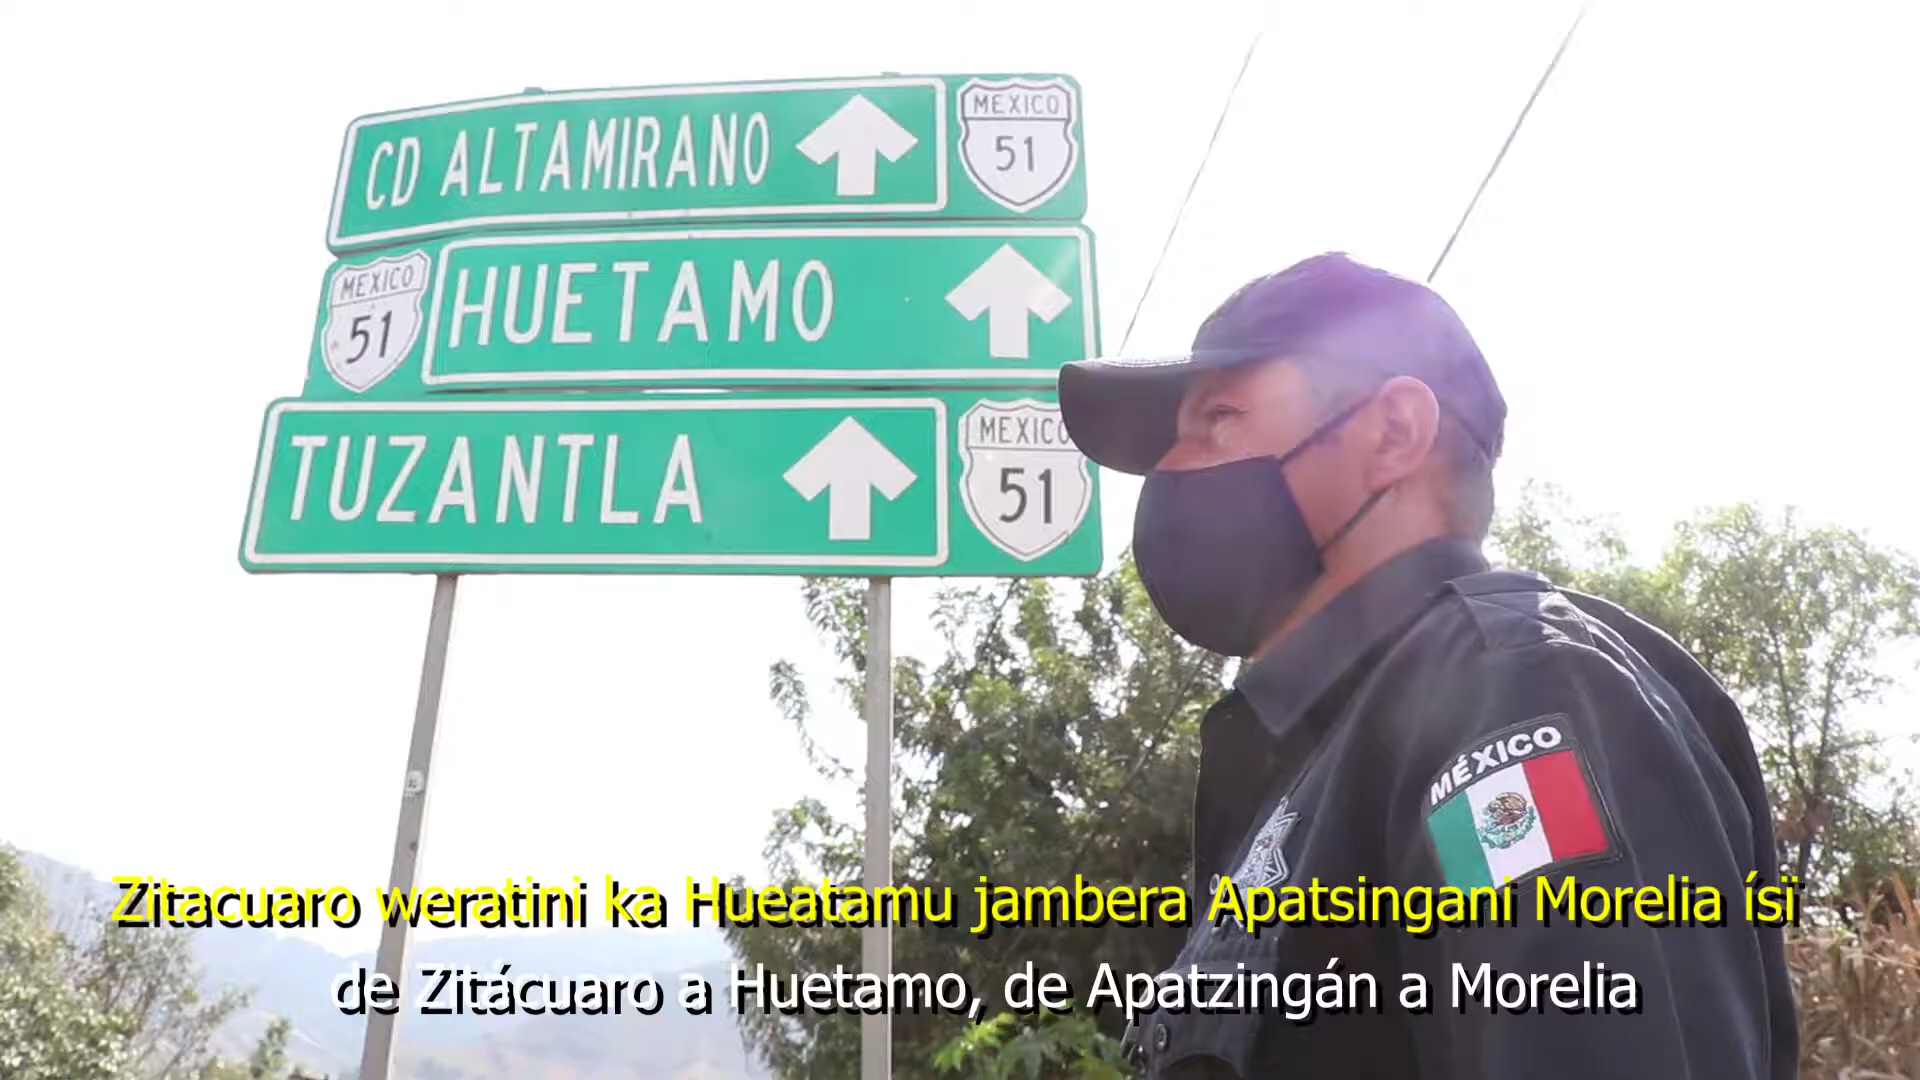 CD ALTAMIRANO
MEXICO
51
MEXICO
51
HUETAMO
TUZANTLA
MEXICO
51
MÉXICO
Zitacuaro weratini ka Hueatamu jambera Apatsingani Morelia ísï
de Zitácuaro a Huetamo, de Apatzingán a Morelia